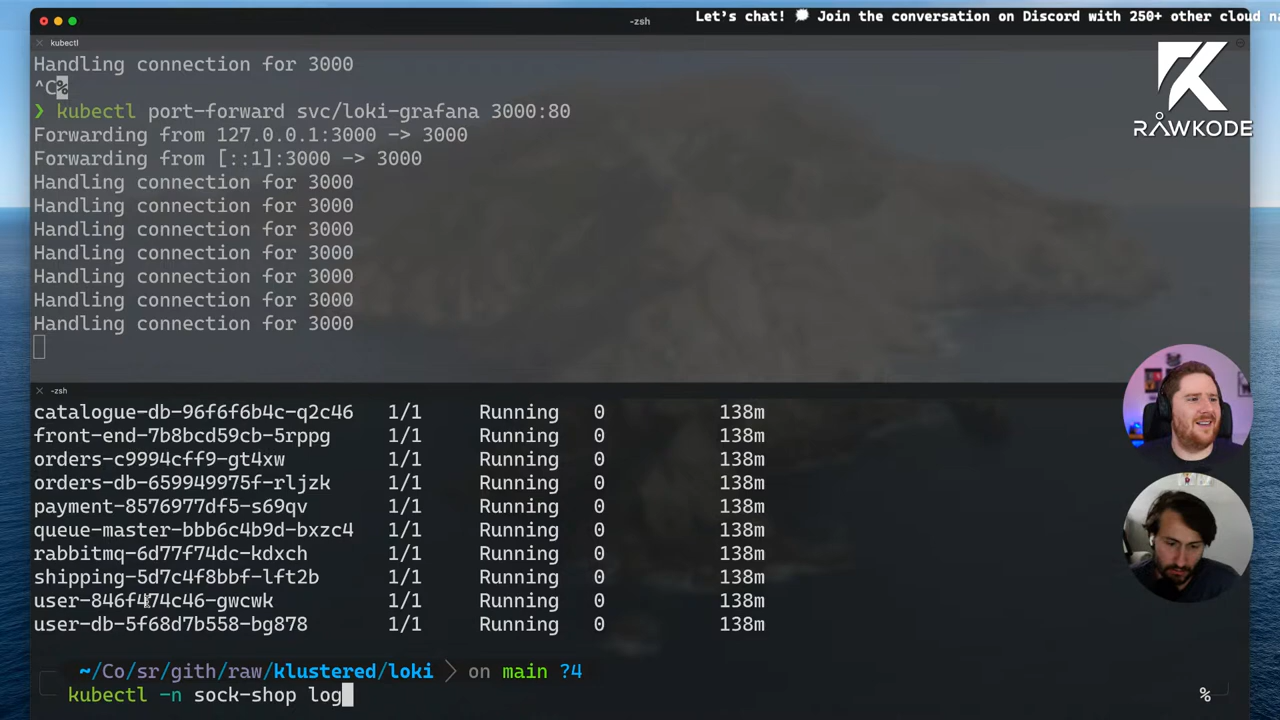 -zsh
Let's chat! 💬 Join the conversation on Discord with 250+ other cloud na
× kubectl
Handling connection for 3000
^C%
❯ kubectl port-forward svc/loki-grafana 3000:80
Forwarding from 127.0.0.1:3000 -> 3000
Forwarding from [::1]:3000 -> 3000
Handling connection for 3000
Handling connection for 3000
Handling connection for 3000
Handling connection for 3000
Handling connection for 3000
Handling connection for 3000
Handling connection for 3000
RAWKODE
× -zsh
catalogue-db-96f6f6b4c-q2c46 1/1 Running 0 138m
front-end-7b8bcd59cb-5rppg 1/1 Running 0 138m
orders-c9994cff9-gt4xw 1/1 Running 0 138m
orders-db-659949975f-rljzk 1/1 Running 0 138m
payment-8576977df5-s69qv 1/1 Running 0 138m
queue-master-bbb6c4b9d-bxzc4 1/1 Running 0 138m
rabbitmq-6d77f74dc-kdxch 1/1 Running 0 138m
shipping-5d7c4f8bbf-lft2b 1/1 Running 0 138m
user-846f474c46-gwcwk 1/1 Running 0 138m
user-db-5f68d7b558-bg878 1/1 Running 0 138m
~/Co/sr/gith/raw/klustered/loki 〉 on main ?4
kubectl -n sock-shop log %